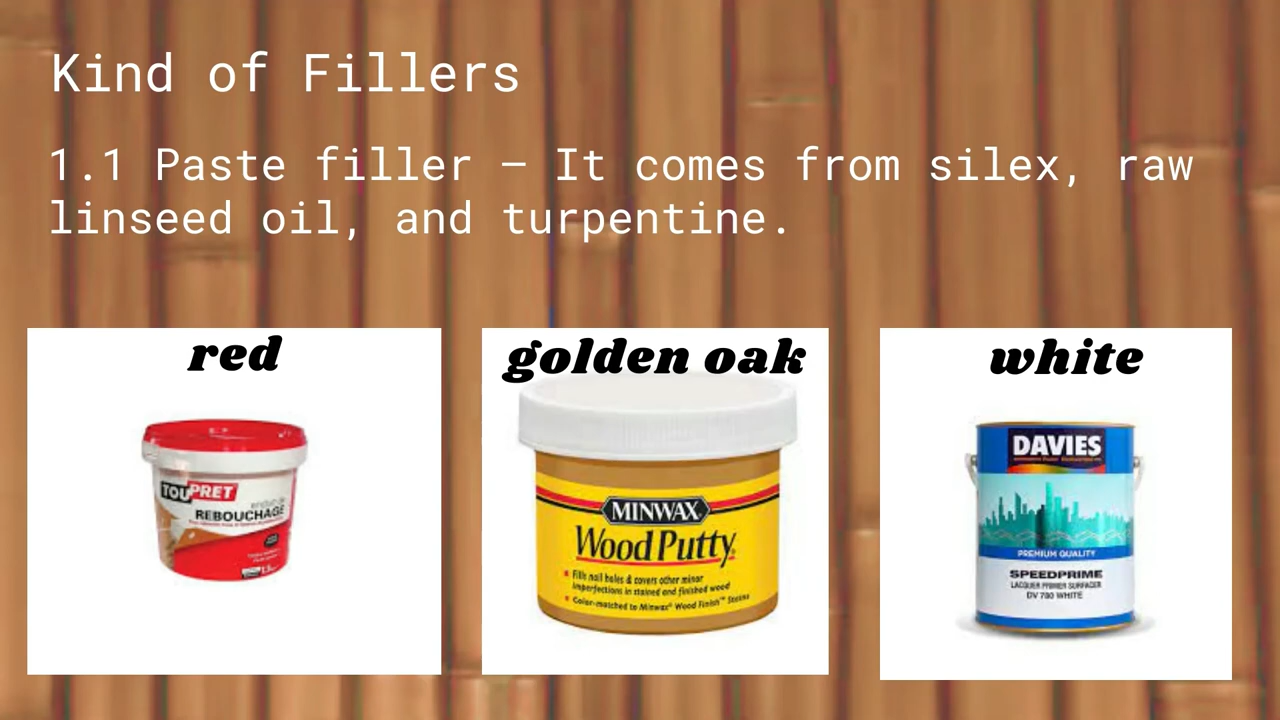 Kind of Fillers
1.1 Paste filler – It comes from silex, raw
linseed oil, and turpentine.
red
golden oak
white
TOUPRET
REBOUCHAGE
MINWAX
Wood Putty
Fills nail holes & covers other minor
imperfections in stained and finished wood
Color-matched to Minwax® Wood Finish™ Stains
DAVIES
PREMIUM QUALITY
SPEEDPRIME
LACQUER PRIMER SURFACER
DV 780 WHITE